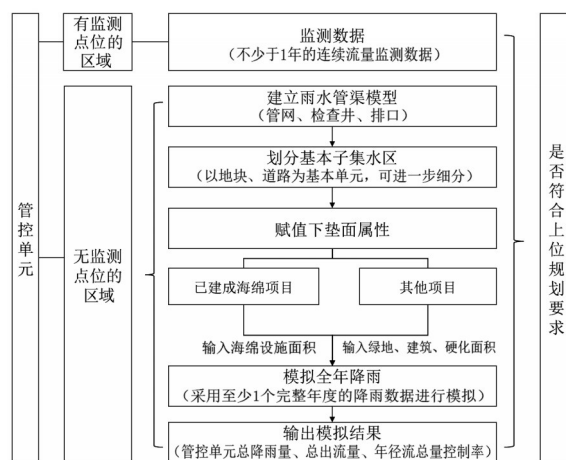 有监测
点位的
区域
监测数据
（不少于1年的连续流量监测数据）
管控单元
无监测
点位的
区域
建立雨水管渠模型
（管网、检查井、排口）
划分基本子集水区
（以地块、道路为基本单元，可进一步细分）
赋值下垫面属性
已建成海绵项目
其他项目
输入海绵设施面积
输入绿地、建筑、硬化面积
模拟全年降雨
（采用至少1个完整年度的降雨数据进行模拟）
输出模拟结果
（管控单元总降雨量、总出流量、年径流总量控制率）
是否符合上位规划要求